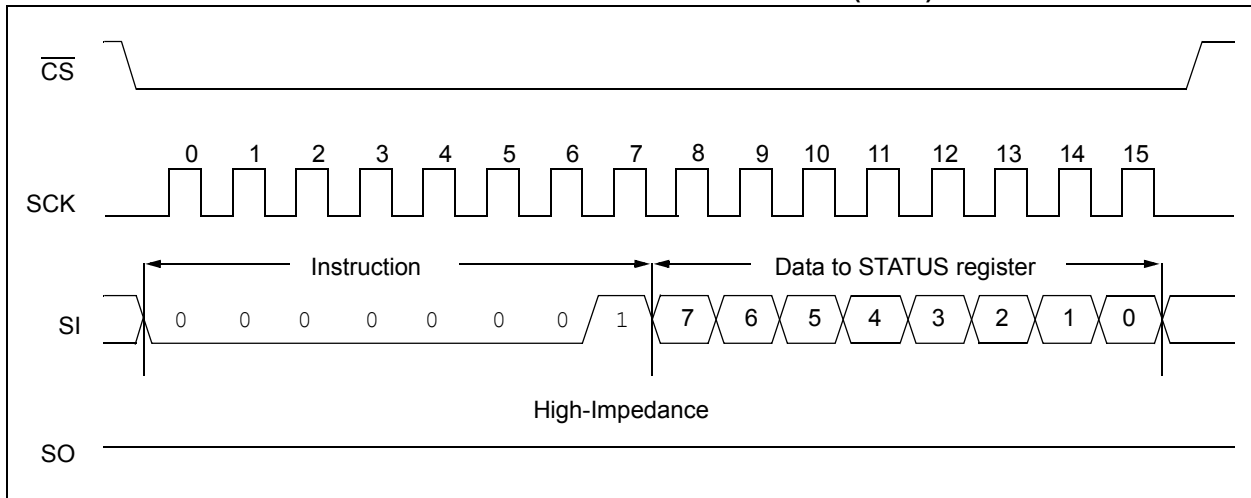 CS
0 1 2 3 4 5 6 7 8 9 10 11 12 13 14 15
SCK
Instruction
Data to STATUS register
SI
0 0 0 0 0 0 0 1 7 6 5 4 3 2 1 0
High-Impedance
SO